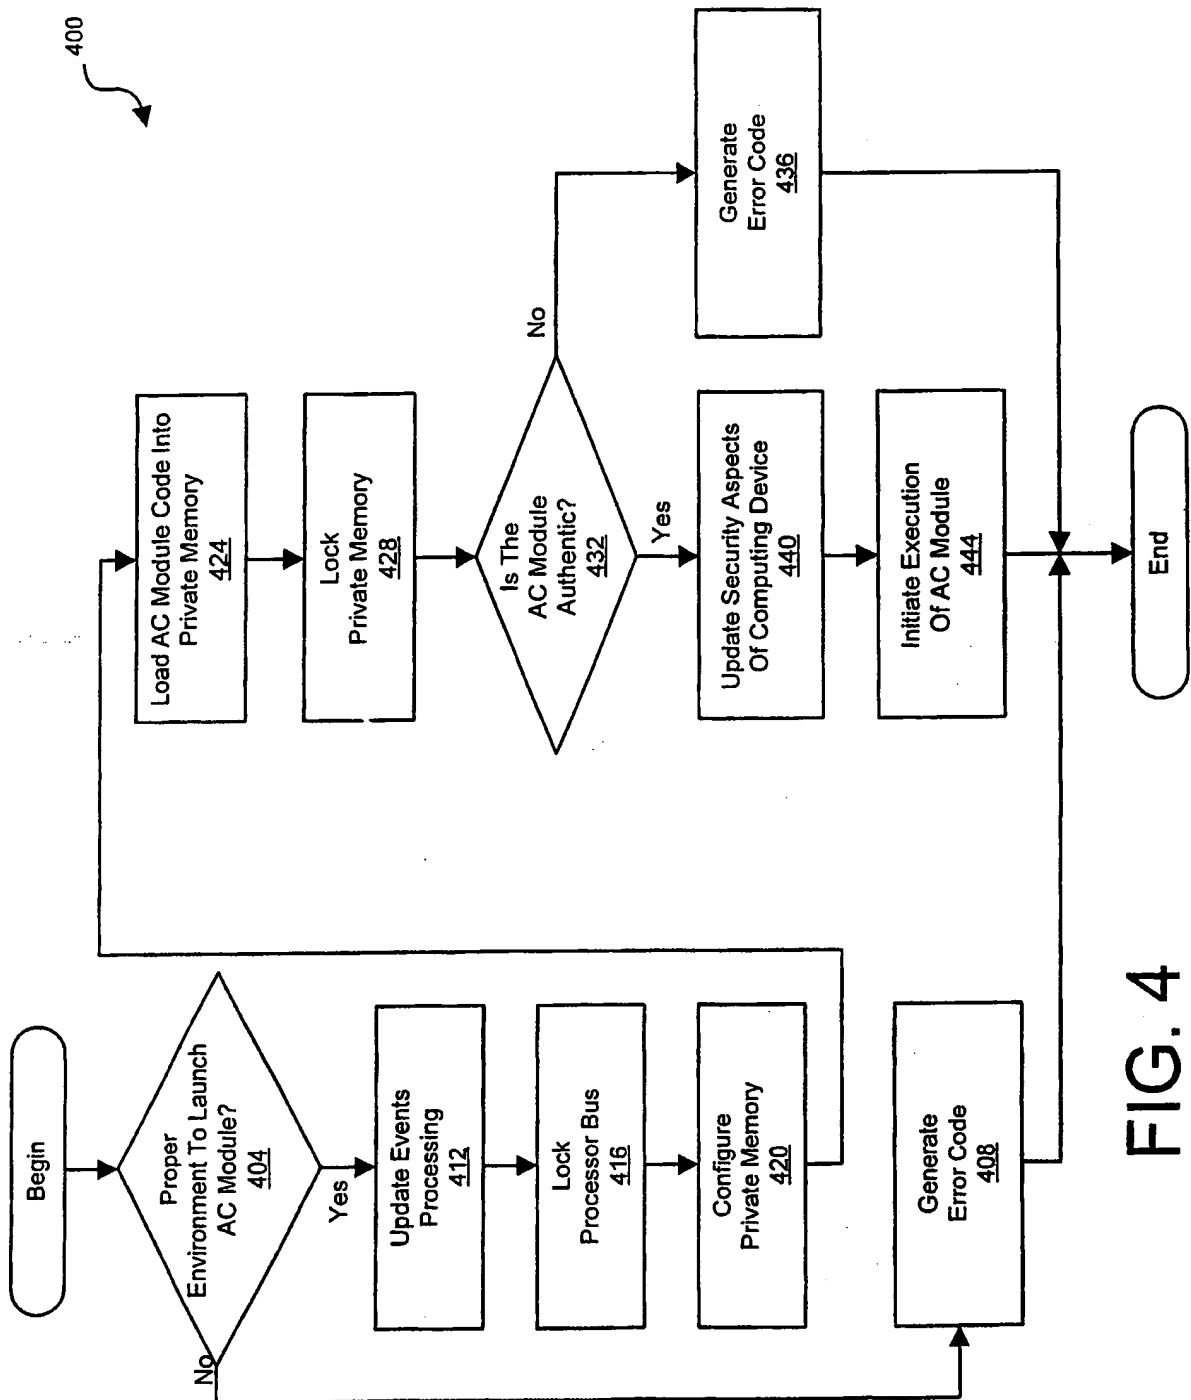 400
Begin
Proper
Environment To Launch
AC Module?
404
No
Yes
Update Events
Processing
412
Lock
Processor Bus
416
Configure
Private Memory
420
Generate
Error Code
408
Load AC Module Code Into
Private Memory
424
Lock
Private Memory
428
Is The
AC Module
Authentic?
432
No
Yes
Generate
Error Code
436
Update Security Aspects
Of Computing Device
440
Initiate Execution
Of AC Module
444
End
FIG. 4